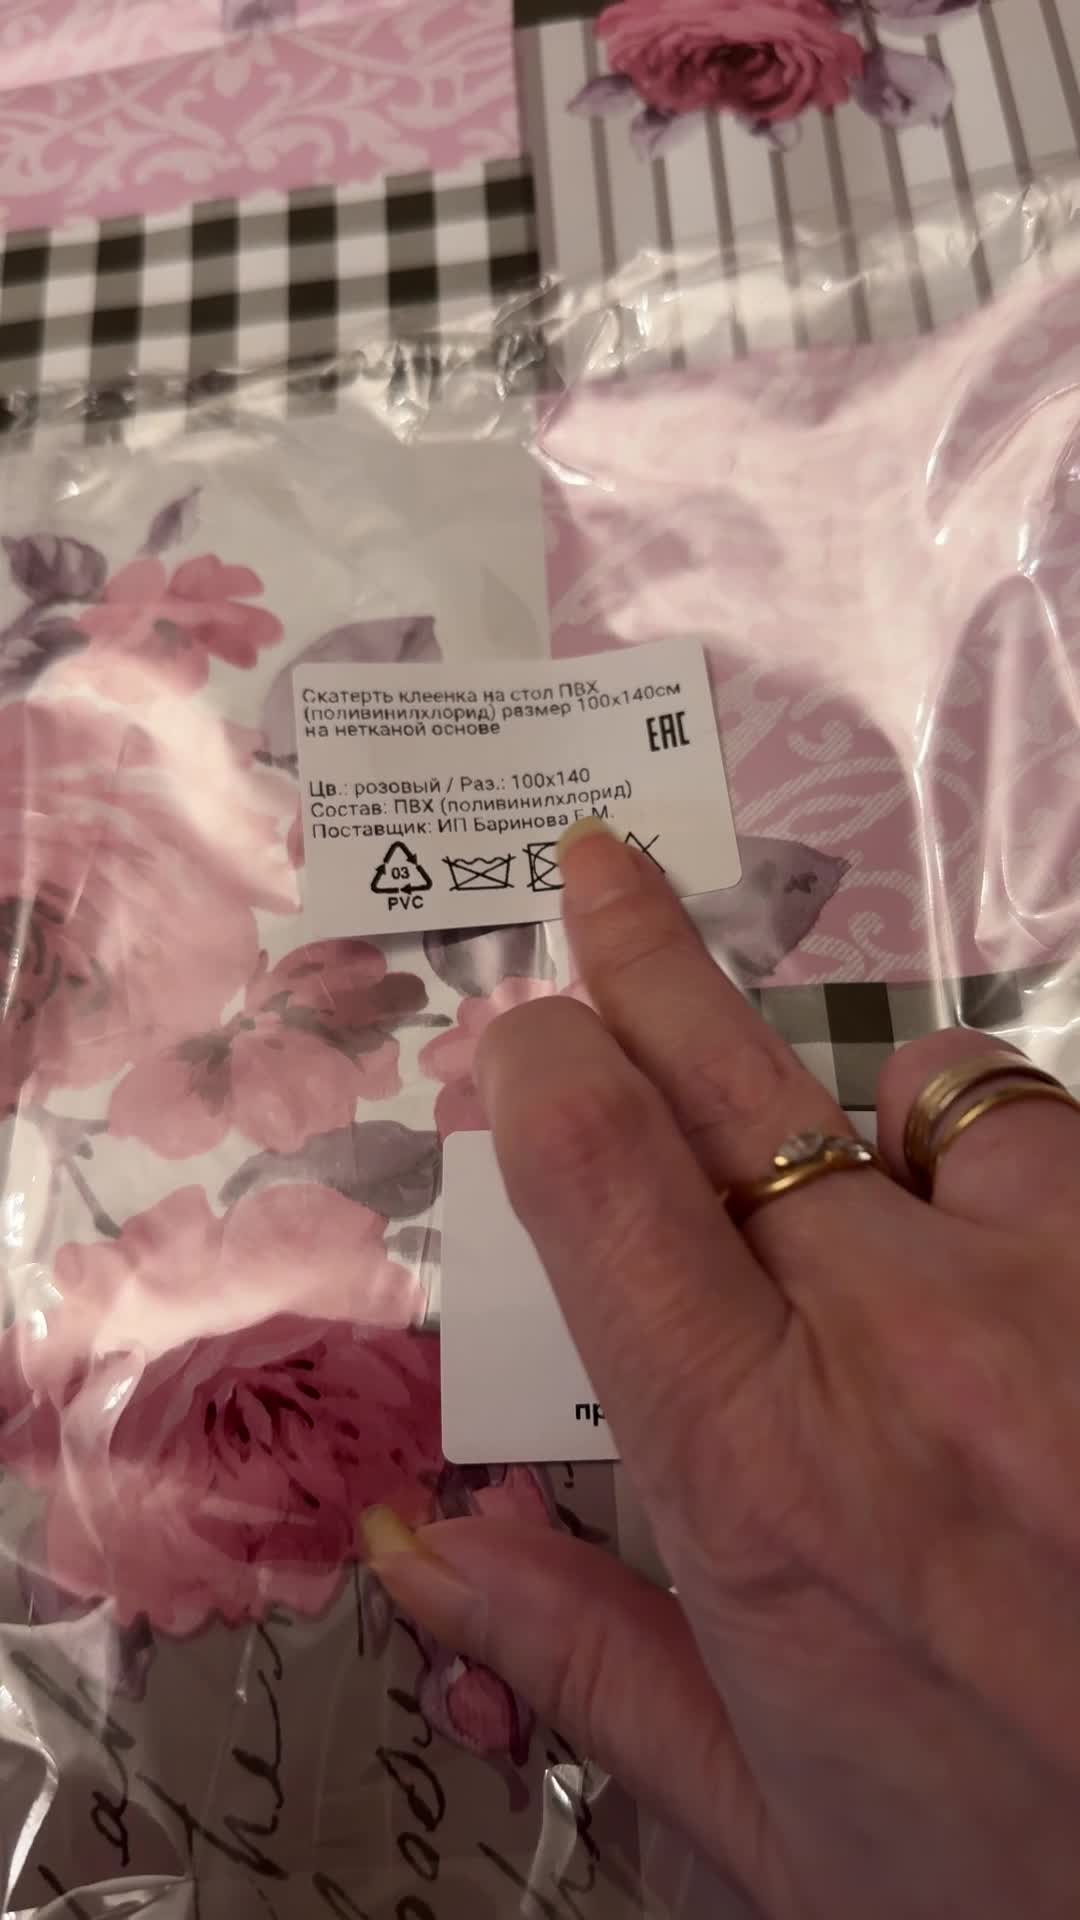 Скатерть клеенка на стол ПВХ
(поливинилхлорид) размер 100х140см
на нетканой основе
EAC
Цв.: розовый / Раз.: 100х140
Состав: ПВХ (поливинилхлорид)
Поставщик: ИП Баринова Е.М.
03
PVC